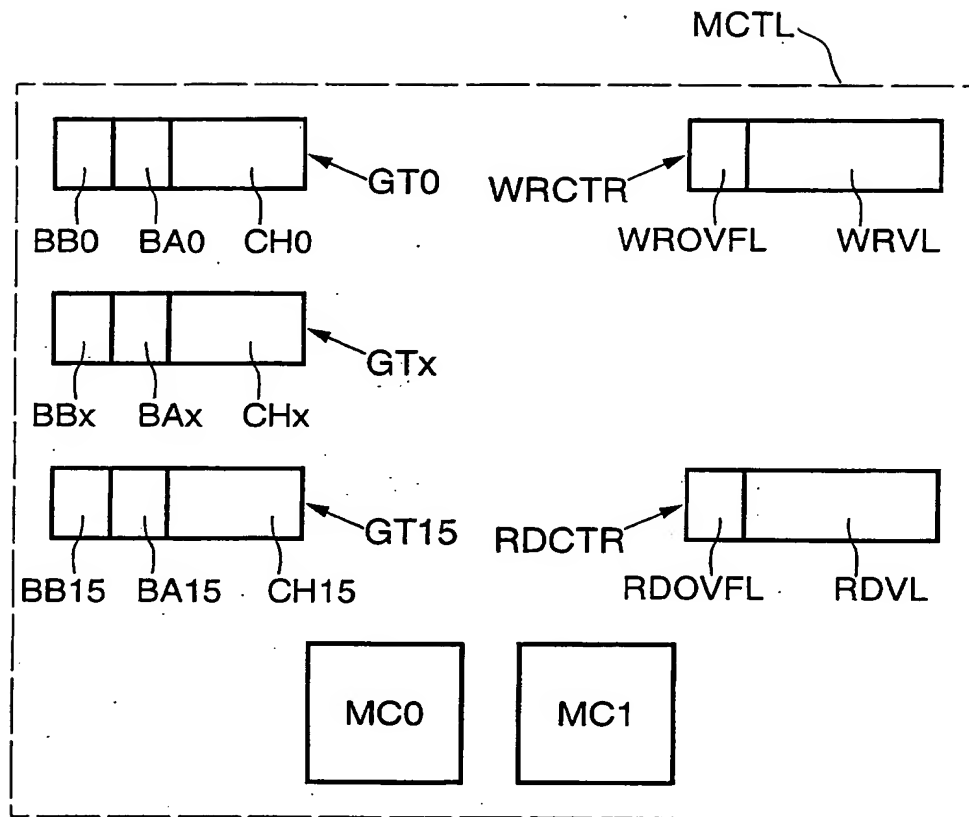 MCTL
GT0
WRCTR
BB0 BA0 CH0
WROVFL WRVL
GTx
BBx BAx CHx
GT15
RDCTR
BB15 BA15 CH15
RDOVFL RDVL
MC0
MC1